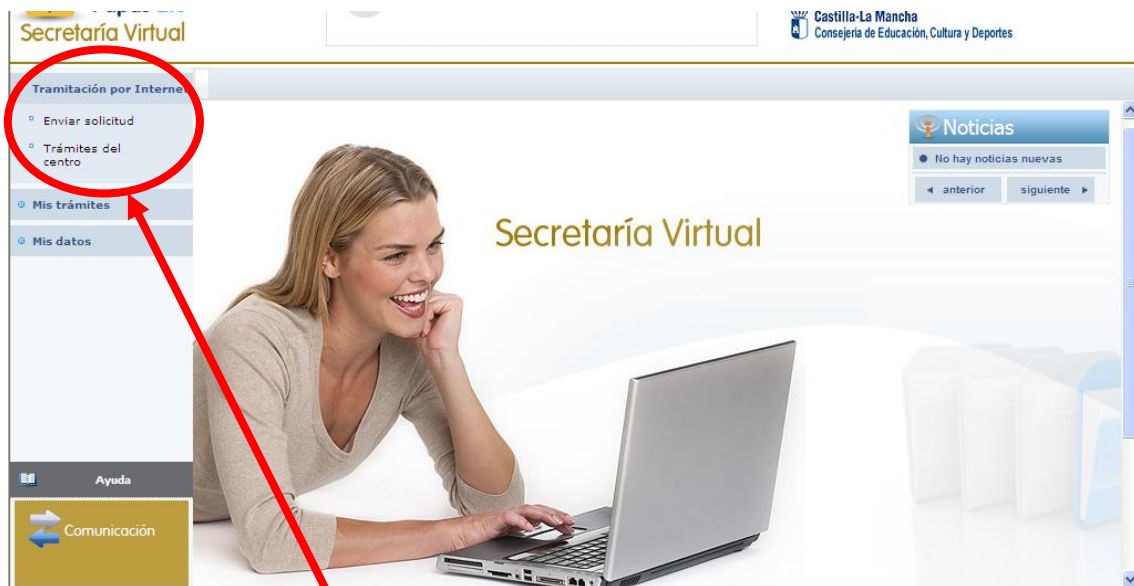 Secretaría Virtual
Castilla-La Mancha
Consejería de Educación, Cultura y Deportes
Tramitación por Internet
Enviar solicitud
Trámites del
centro
Mis trámites
Mis datos
Ayuda
Comunicación
Secretaría Virtual
Noticias
No hay noticias nuevas
anterior siguiente